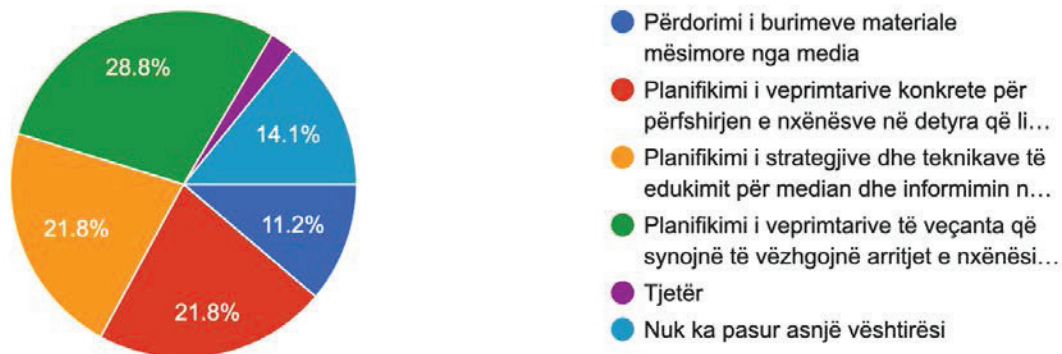 28.8%
14.1%
21.8%
11.2%
21.8%
Përdorimi i burimeve materiale
mësimore nga media
Planifikimi i veprimtarive konkrete për
përfshirjen e nxënësve në detyra që li…
Planifikimi i strategjive dhe teknikave të
edukimit për median dhe informimin n…
Planifikimi i veprimtarive të veçanta që
synojnë të vëzhgojnë arritjet e nxënësi…
Tjetër
Nuk ka pasur asnjë vështirësi